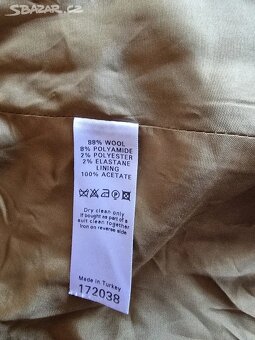 SBAZAR.CZ
88% WOOL
8% POLYAMIDE
2% POLYESTER
2% ELASTANE
LINING
100% ACETATE
Dry clean only
If bought as part of a
suit clean together
Iron on reverse side
Made in Turkey
172038